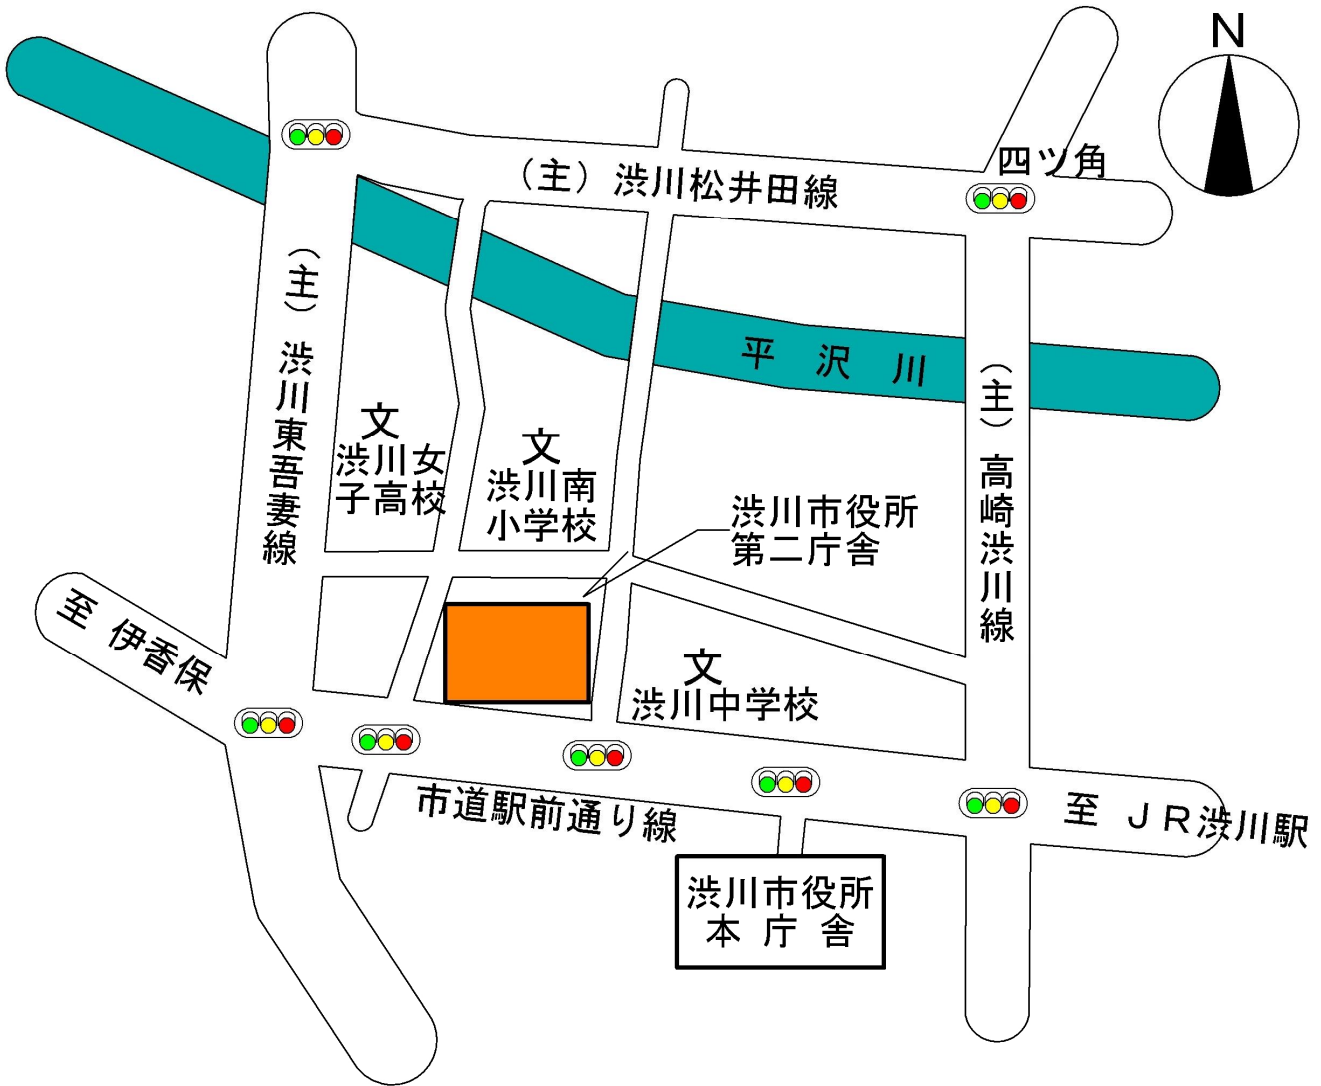 N
四ツ角
（主）渋川松井田線
（主）渋川東吾妻線
平沢川
（主）高崎渋川線
文
渋川女
子高校
文
渋川南
小学校
渋川市役所
第二庁舎
至 伊香保
文
渋川中学校
市道駅前通り線
至 ＪＲ渋川駅
渋川市役所
本庁舎